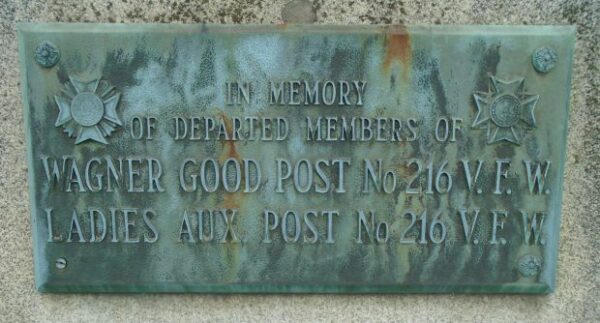 IN MEMORY
OF DEPARTED MEMBERS OF
WAGNER GOOD POST No 216 V. F. W.
LADIES AUX. POST No 216 V. F. W.